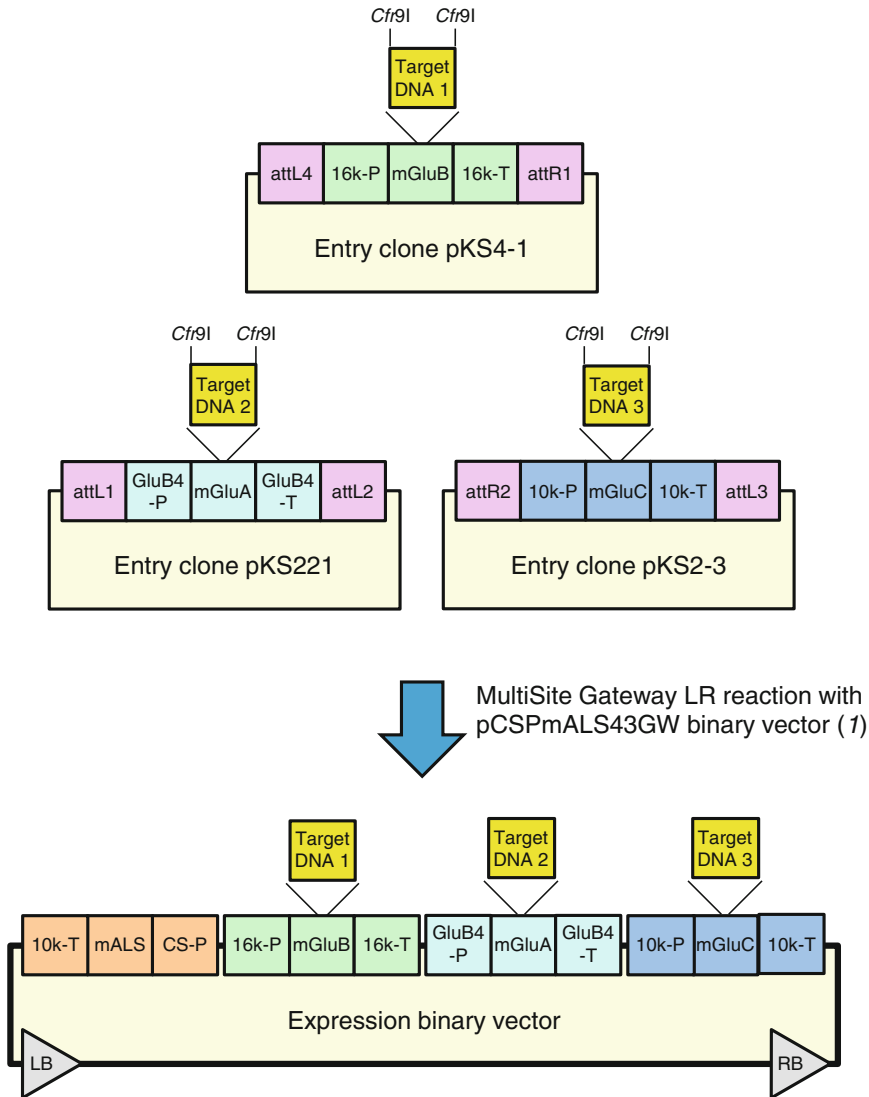 Cfr9I Cfr9I
Target
DNA 1
attL4 16k-P mGluB 16k-T attR1
Entry clone pKS4-1
Cfr9I Cfr9I
Target
DNA 2
attL1 GluB4
-P mGluA GluB4
-T attL2
Entry clone pKS221
Cfr9I Cfr9I
Target
DNA 3
attR2 10k-P mGluC 10k-T attL3
Entry clone pKS2-3
MultiSite Gateway LR reaction with
pCSPmALS43GW binary vector (1)
Target
DNA 1
Target
DNA 2
Target
DNA 3
10k-T mALS CS-P 16k-P mGluB 16k-T GluB4
-P mGluA GluB4
-T 10k-P mGluC 10k-T
Expression binary vector
LB RB